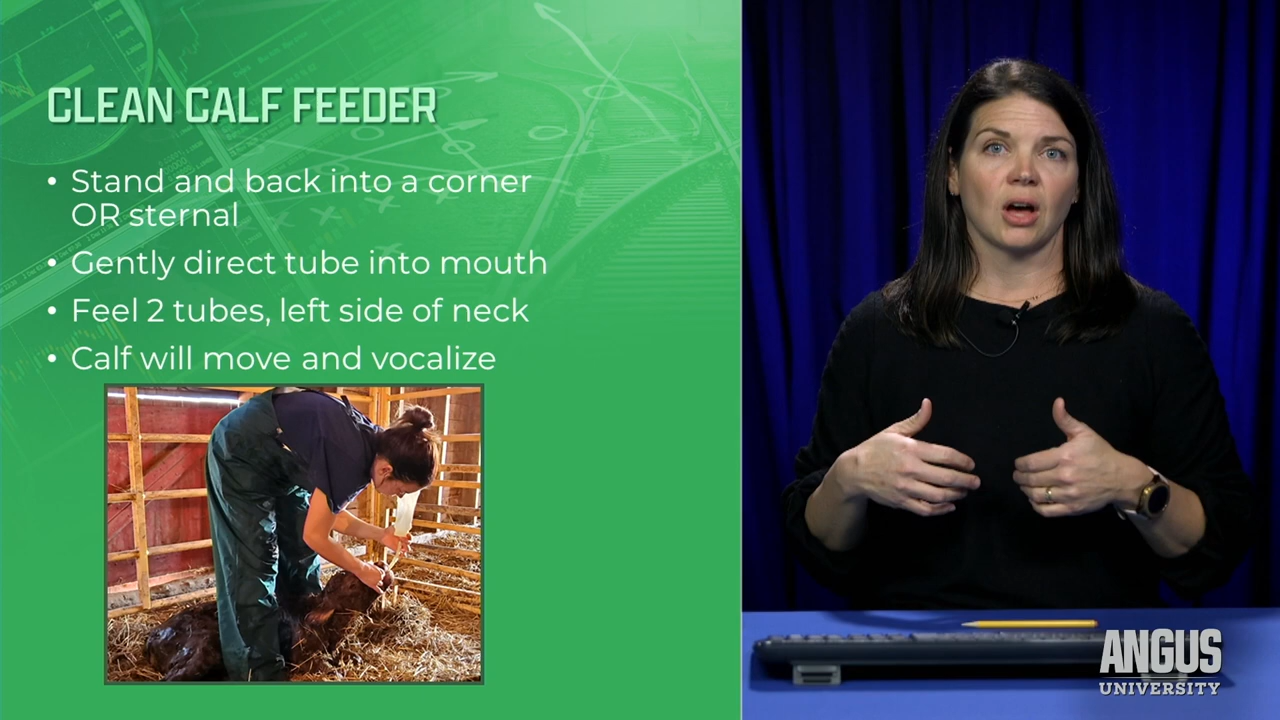 CLEAN CALF FEEDER
• Stand and back into a corner
OR sternal
• Gently direct tube into mouth
• Feel 2 tubes, left side of neck
• Calf will move and vocalize
ANGUS
UNIVERSITY